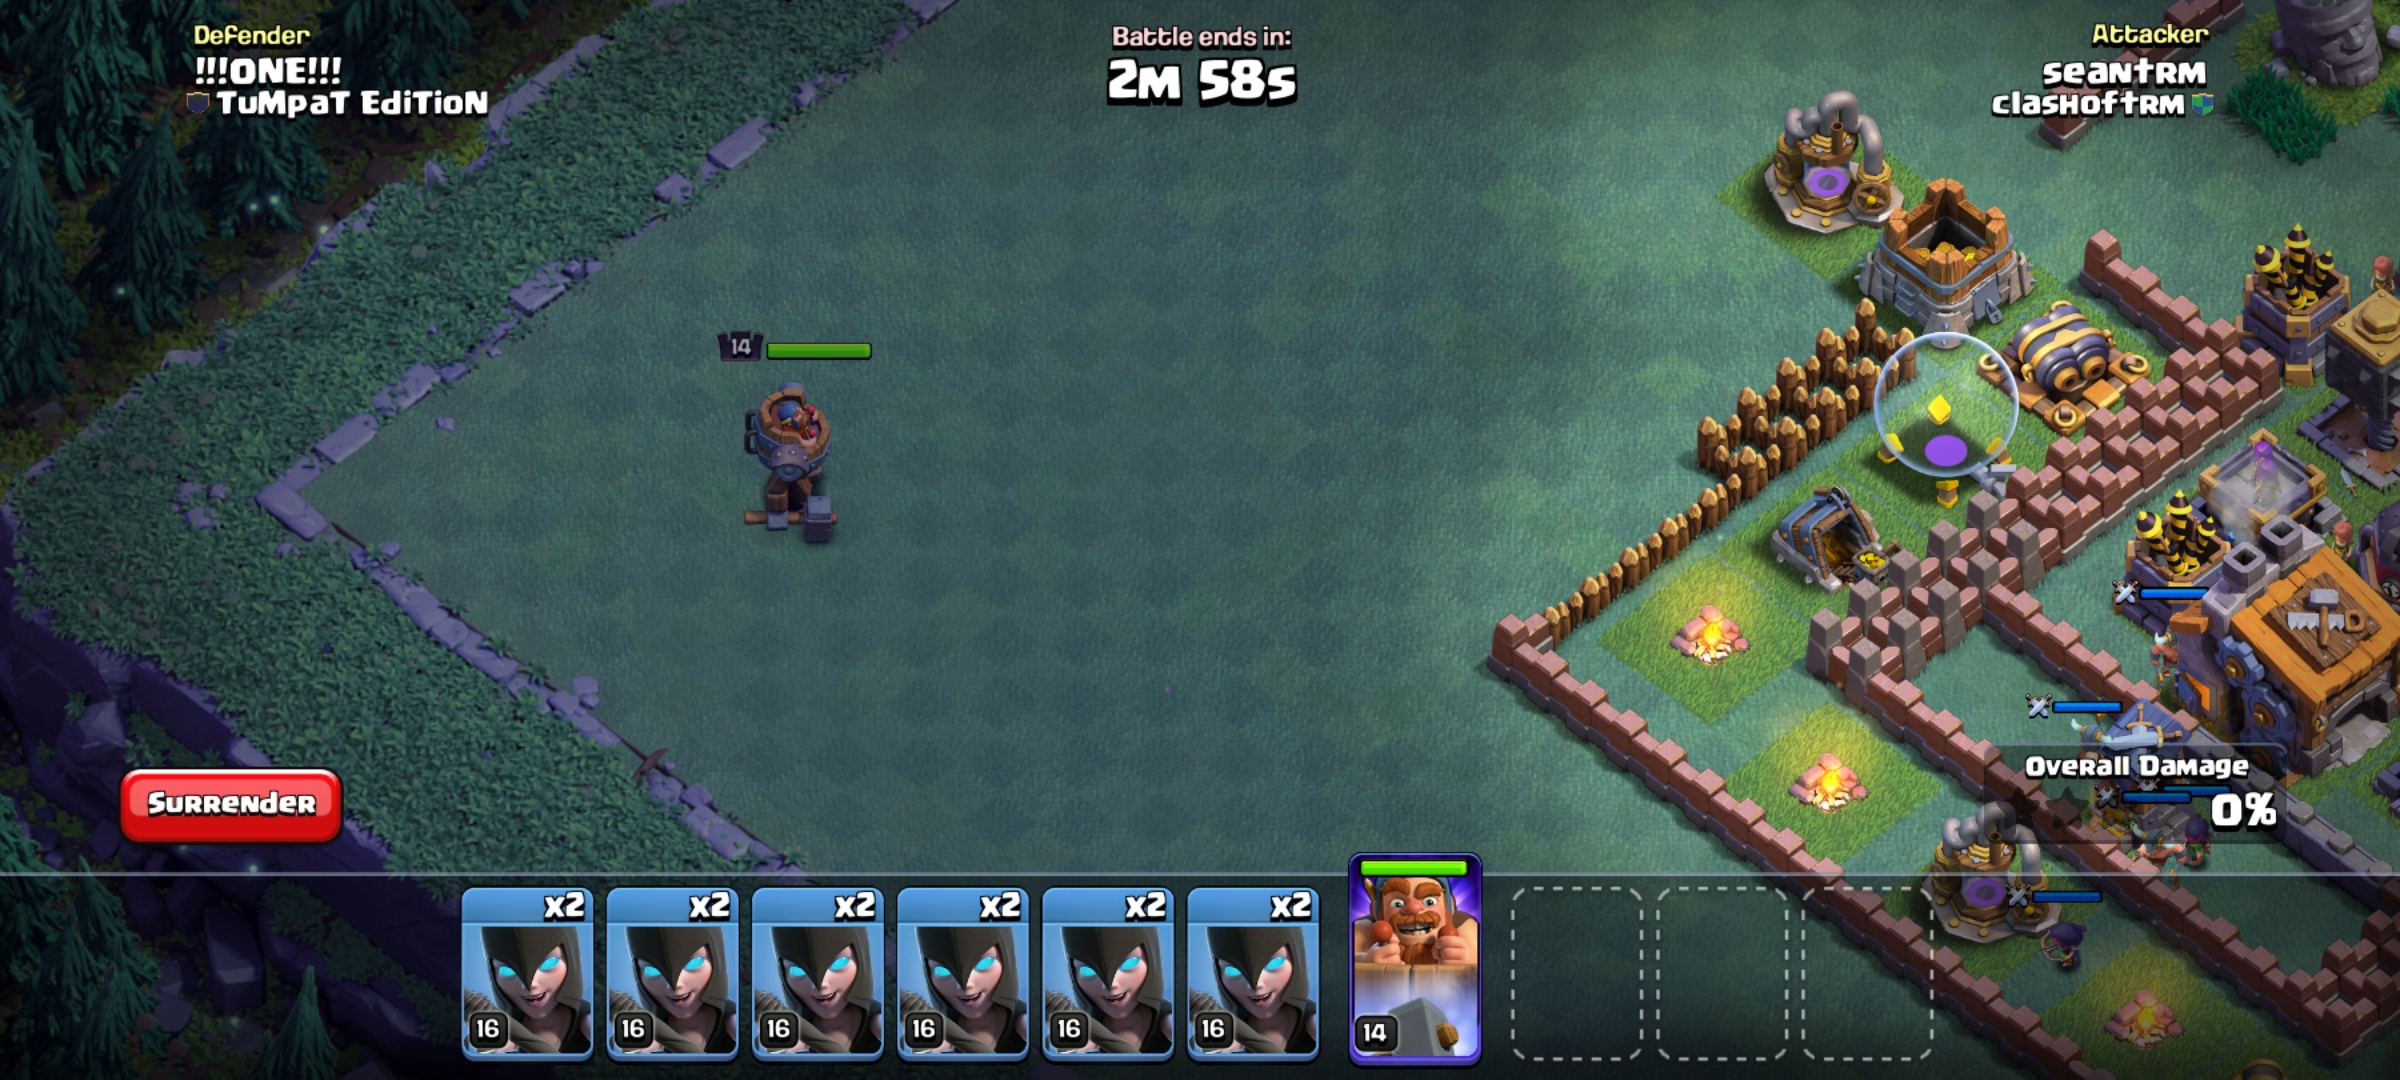 Defender
!!!ONE!!!
TuMpaT EdiTioN
Battle ends in:
2M 58s
Attacker
seantRM
clashoftRM
14
Surrender
Overall Damage
0%
x2
x2
x2
x2
x2
x2
16
16
16
16
16
16
14